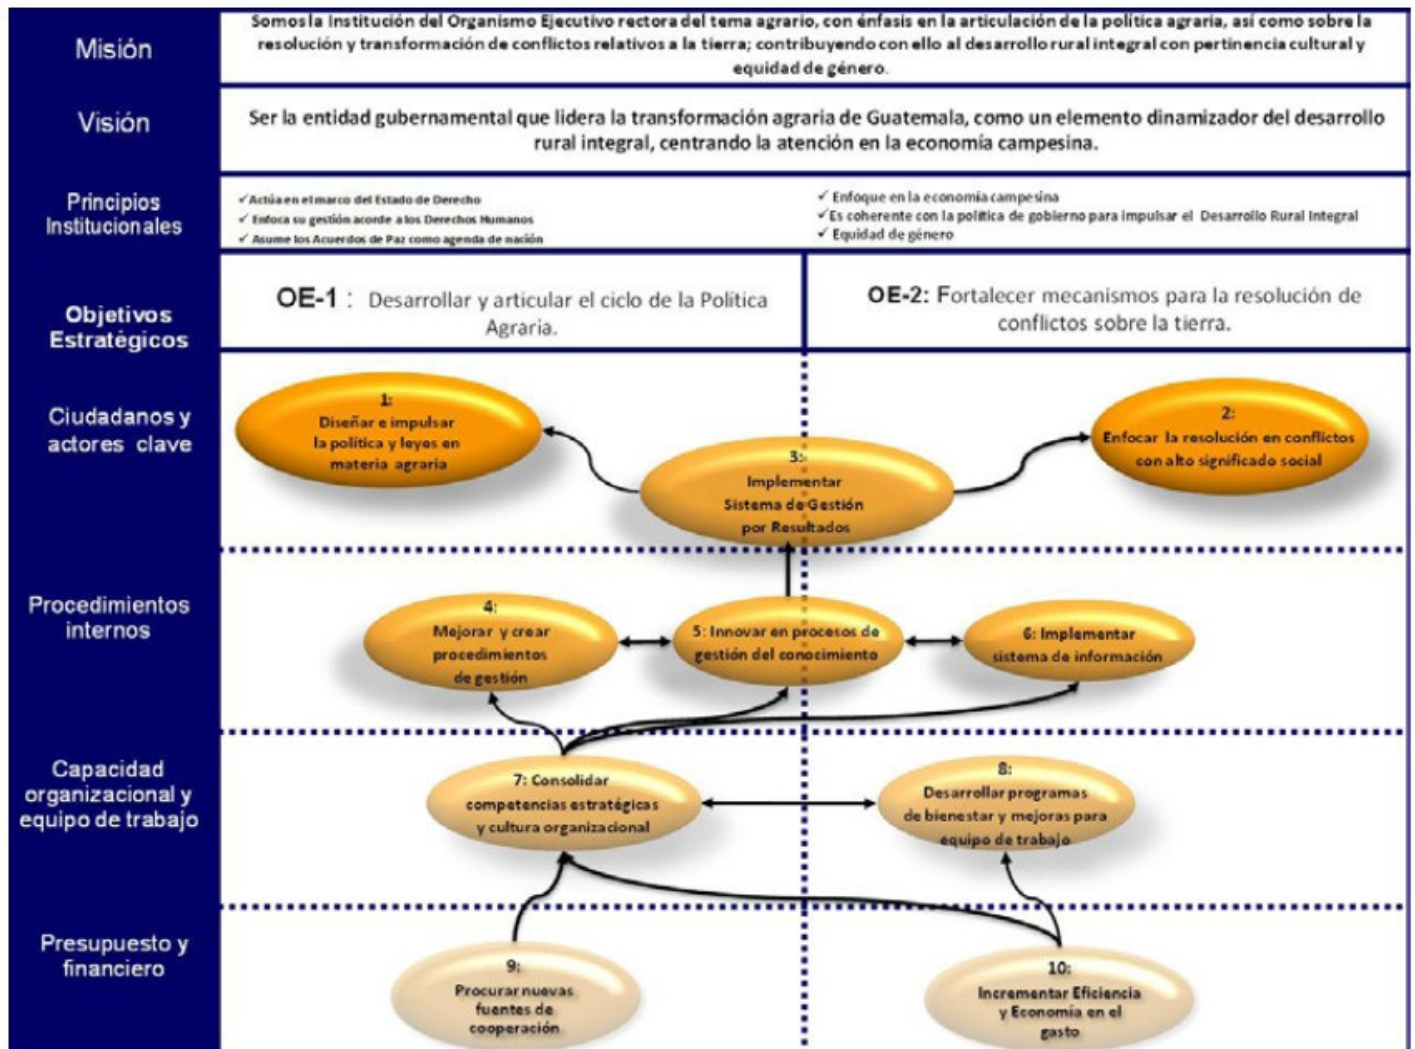 Misión
Somos la Institución del Organismo Ejecutivo rectora del tema agrario, con énfasis en la articulación de la política agraria, así como sobre la
resolución y transformación de conflictos relativos a la tierra; contribuyendo con ello al desarrollo rural integral con pertinencia cultural y
equidad de género.
Visión
Ser la entidad gubernamental que lidera la transformación agraria de Guatemala, como un elemento dinamizador del desarrollo
rural integral, centrando la atención en la economía campesina.
Principios
Institucionales
✓Actúa en el marco del Estado de Derecho
✓ Enfoca su gestión acorde a los Derechos Humanos
✓ Asume los Acuerdos de Paz como agenda de nación
✓ Enfoque en la economía campesina
✓Es coherente con la política de gobierno para impulsar el Desarrollo Rural Integral
✓ Equidad de género
Objetivos
Estratégicos
OE-1 : Desarrollar y articular el ciclo de la Política
Agraria.
OE-2: Fortalecer mecanismos para la resolución de
conflictos sobre la tierra.
Ciudadanos y
actores clave
1:
Diseñar e impulsar
la política y leyes en
materia agraria
3:
Implementar
Sistema de Gestión
por Resultados
2:
Enfocar la resolución en conflictos
con alto significado social
Procedimientos
internos
4:
Mejorar y crear
procedimientos
de gestión
5: Innovar en procesos de
gestión del conocimiento
6: Implementar
sistema de información
Capacidad
organizacional y
equipo de trabajo
7: Consolidar
competencias estratégicas
y cultura organizacional
8:
Desarrollar programas
de bienestar y mejoras para
equipo de trabajo
Presupuesto y
financiero
9:
Procurar nuevas
fuentes de
cooperación
10:
Incrementar Eficiencia
y Economía en el
gasto